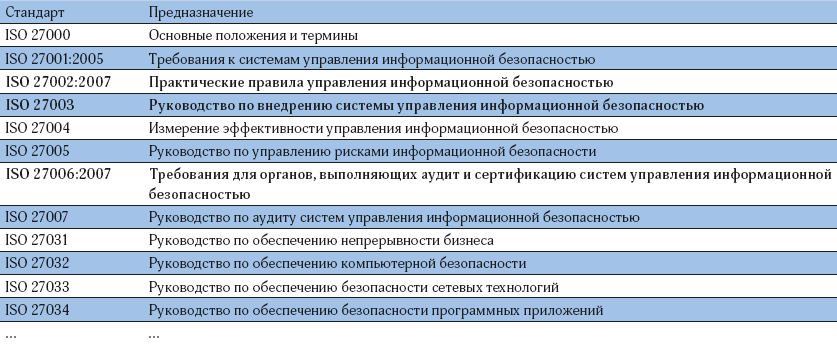 Стандарт Предназначение
ISO 27000 Основные положения и термины
ISO 27001:2005 Требования к системам управления информационной безопасностью
ISO 27002:2007 Практические правила управления информационной безопасностью
ISO 27003 Руководство по внедрению системы управления информационной безопасностью
ISO 27004 Измерение эффективности управления информационной безопасностью
ISO 27005 Руководство по управлению рисками информационной безопасности
ISO 27006:2007 Требования для органов, выполняющих аудит и сертификацию систем управления информационной
безопасностью
ISO 27007 Руководство по аудиту систем управления информационной безопасностью
ISO 27031 Руководство по обеспечению непрерывности бизнеса
ISO 27032 Руководство по обеспечению компьютерной безопасности
ISO 27033 Руководство по обеспечению безопасности сетевых технологий
ISO 27034 Руководство по обеспечению безопасности программных приложений
... ...